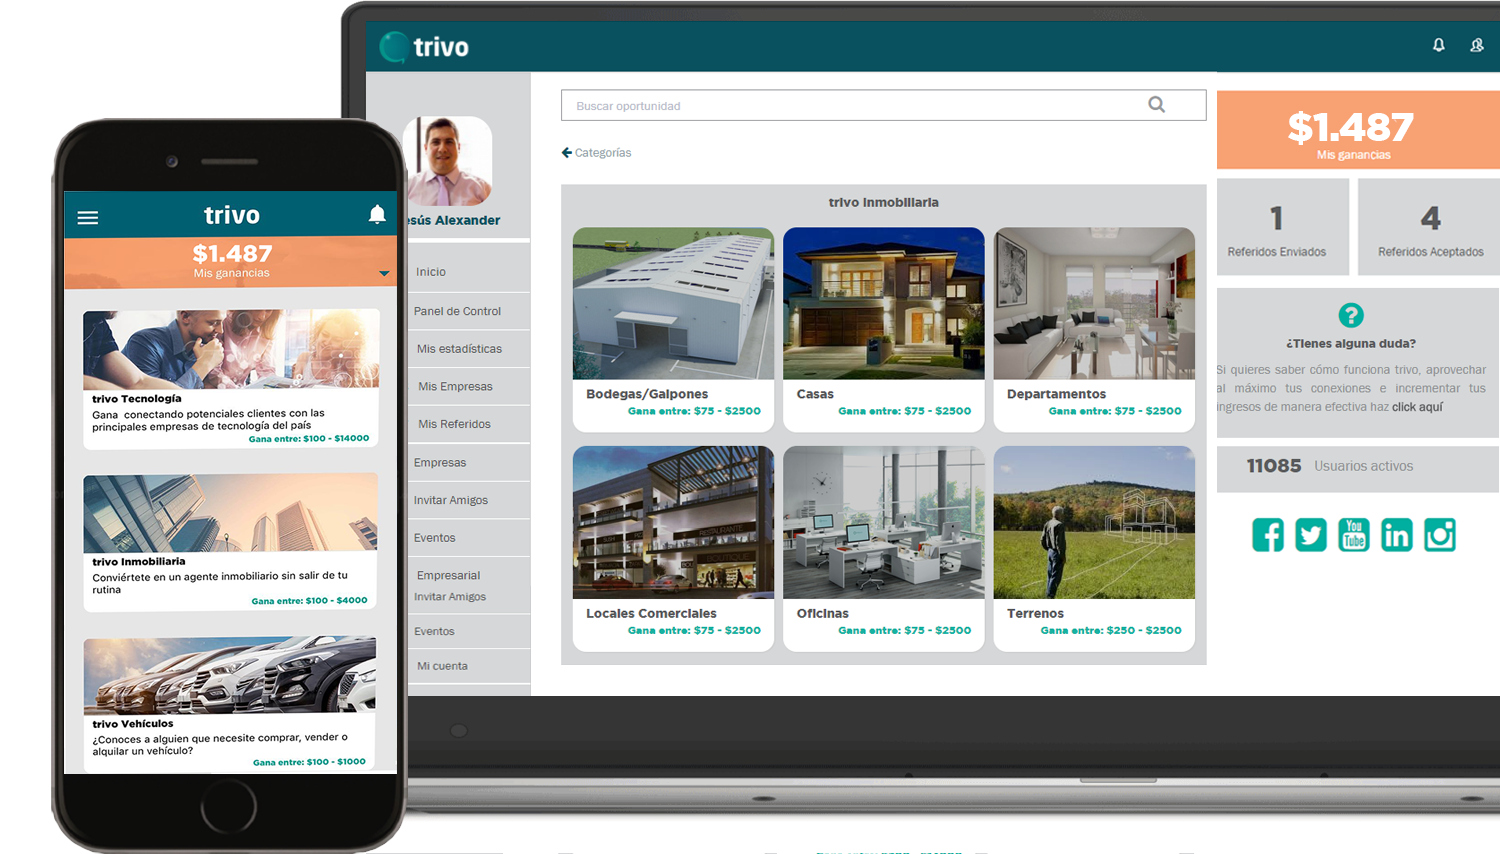 trivo
$1.487
Mis ganancias
trivo Tecnología
Gana conectando potenciales clientes con las
principales empresas de tecnología del país
Gana entre: $100 - $14000
trivo Inmobiliaria
Conviértete en un agente inmobiliario sin salir de tu
rutina
Gana entre: $100 - $4000
trivo Vehículos
¿Conoces a alguien que necesite comprar, vender o
alquilar un vehículo?
Gana entre: $100 - $1000
trivo
esús Alexander
Inicio
Panel de Control
Mis estadísticas
Mis Empresas
Mis Referidos
Empresas
Invitar Amigos
Eventos
Empresarial
Invitar Amigos
Eventos
Mi cuenta
Buscar oportunidad
Categorías
trivo Inmobiliaria
Bodegas/Galpones
Gana entre: $75 - $2500
Casas
Gana entre: $75 - $2500
Departamentos
Gana entre: $75 - $2500
RESTAURANTE
BOUTIQUE
Locales Comerciales
Gana entre: $75 - $2500
Oficinas
Gana entre: $75 - $2500
Terrenos
Gana entre: $250 - $2500
$1.487
Mis ganancias
1
Referidos Enviados
4
Referidos Aceptados
?
¿Tienes alguna duda?
Si quieres saber cómo funciona trivo, aprovechar
al máximo tus conexiones e incrementar tus
ingresos de manera efectiva haz click aquí
11085 Usuarios activos
You
Tube
in